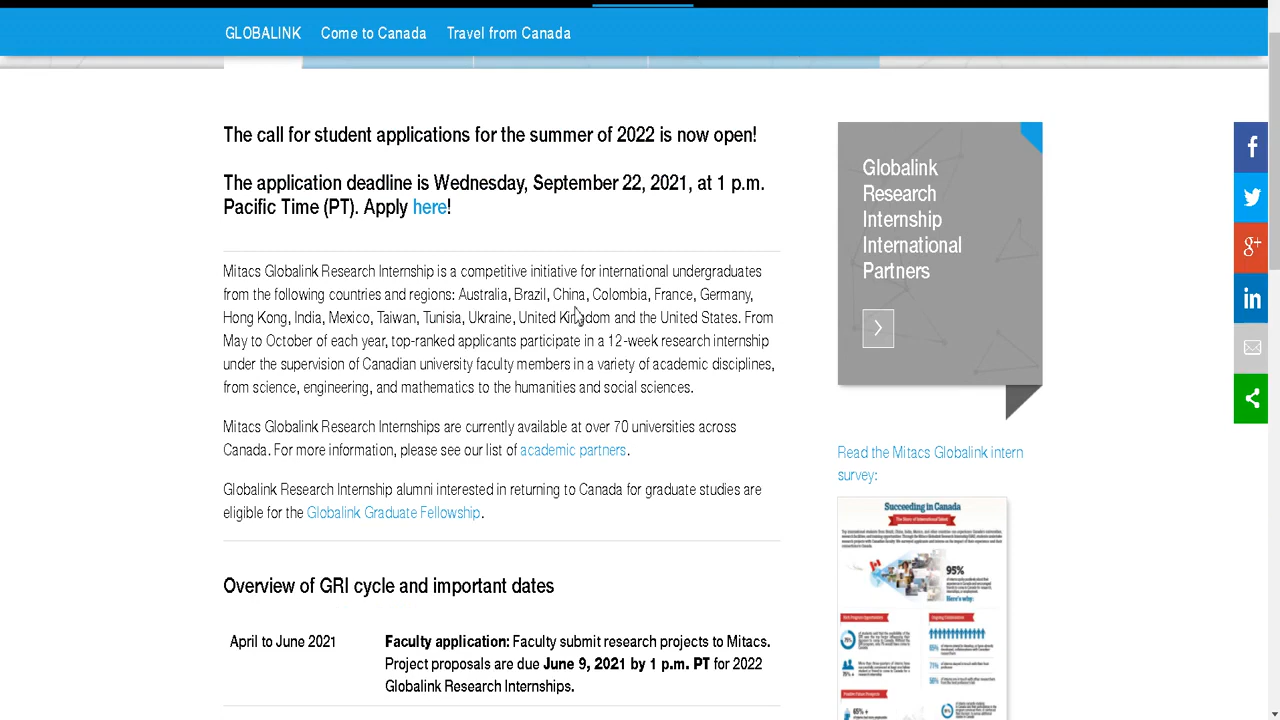 GLOBALINK Come to Canada Travel from Canada
The call for student applications for the summer of 2022 is now open!
The application deadline is Wednesday, September 22, 2021, at 1 p.m.
Pacific Time (PT). Apply here!
Mitacs Globalink Research Internship is a competitive initiative for international undergraduates
from the following countries and regions: Australia, Brazil, China, Colombia, France, Germany,
Hong Kong, India, Mexico, Taiwan, Tunisia, Ukraine, United Kingdom and the United States. From
May to October of each year, top-ranked applicants participate in a 12-week research internship
under the supervision of Canadian university faculty members in a variety of academic disciplines,
from science, engineering, and mathematics to the humanities and social sciences.
Mitacs Globalink Research Internships are currently available at over 70 universities across
Canada. For more information, please see our list of academic partners.
Globalink Research Internship alumni interested in returning to Canada for graduate studies are
eligible for the Globalink Graduate Fellowship.
Overview of GRI cycle and important dates
June 2021
Faculty application: Faculty submit research projects to Mitacs.
Project proposals are due June 9, 2021 by 1 p.m. PT for 2022
Globalink Research Internships.
Globalink
Research
Internship
International
Partners
Read the Mitacs Globalink intern
survey:
Succeeding in Canada
The Story of International Talent
95%
Here's why: